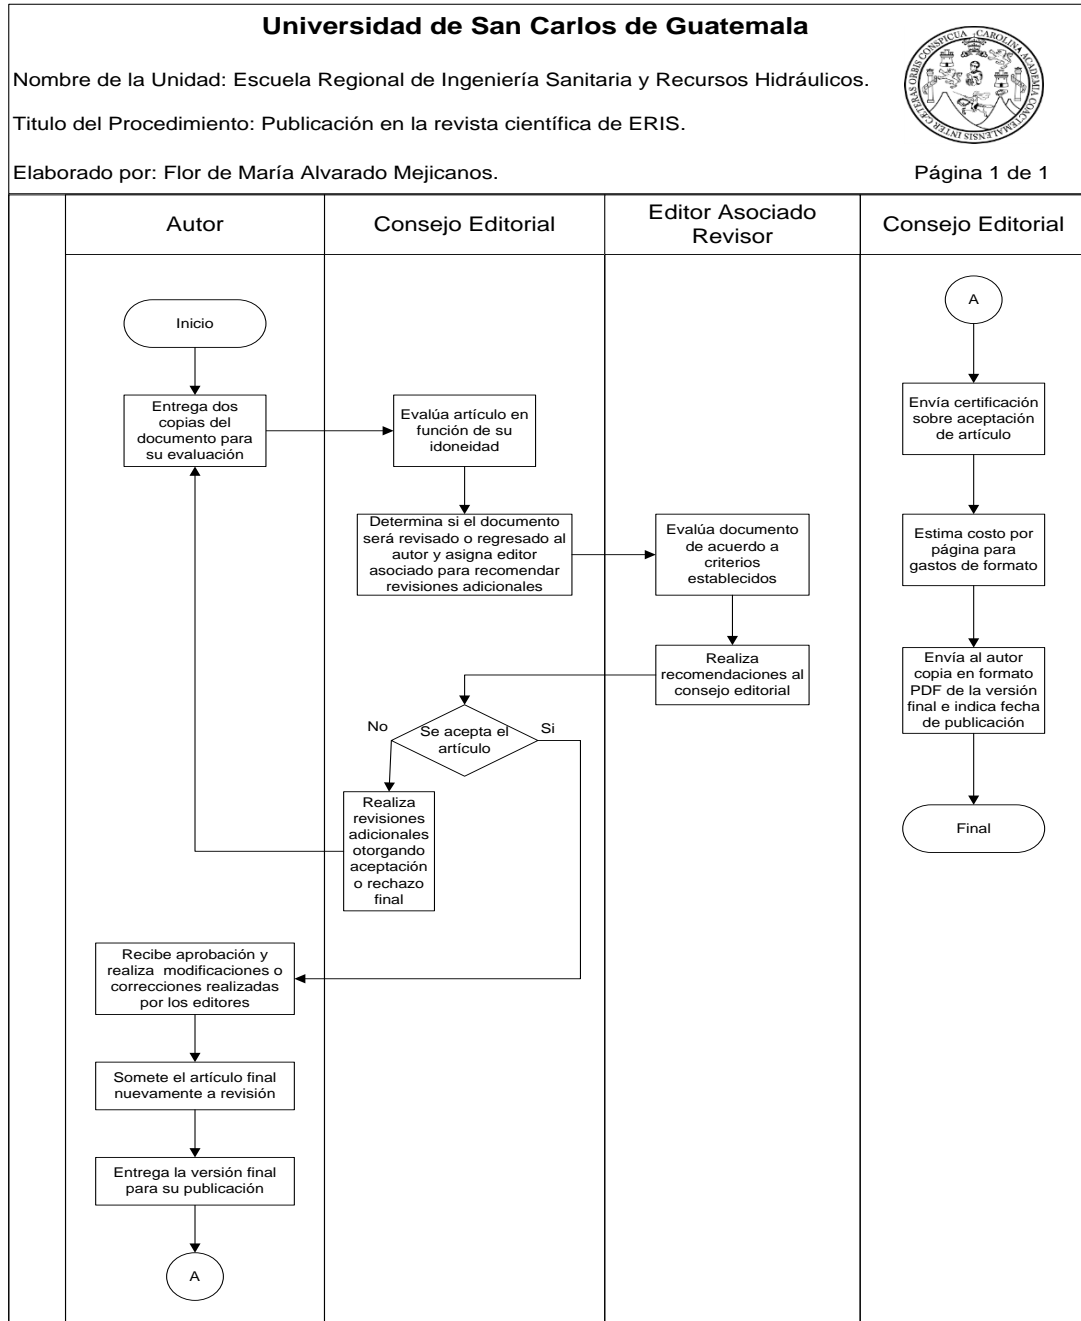 Universidad de San Carlos de Guatemala
Nombre de la Unidad: Escuela Regional de Ingeniería Sanitaria y Recursos Hidráulicos.
Titulo del Procedimiento: Publicación en la revista científica de ERIS.
Elaborado por: Flor de María Alvarado Mejicanos.
CAROLINA ACADEMIA COACTEMALENSIS INTER CÆTERAS ORBIS CONSPICUA
Página 1 de 1
Autor
Consejo Editorial
Editor Asociado
Revisor
Consejo Editorial
Inicio
Entrega dos
copias del
documento para
su evaluación
Evalúa artículo en
función de su
idoneidad
Determina si el documento
será revisado o regresado al
autor y asigna editor
asociado para recomendar
revisiones adicionales
Evalúa documento
de acuerdo a
criterios
establecidos
Realiza
recomendaciones al
consejo editorial
Se acepta el
artículo
No
Si
Realiza
revisiones
adicionales
otorgando
aceptación
o rechazo
final
Recibe aprobación y
realiza  modificaciones o
correcciones realizadas
por los editores
Somete el artículo final
nuevamente a revisión
Entrega la versión final
para su publicación
A
A
Envía certificación
sobre aceptación
de artículo
Estima costo por
página para
gastos de formato
Envía al autor
copia en formato
PDF de la versión
final e indica fecha
de publicación
Final